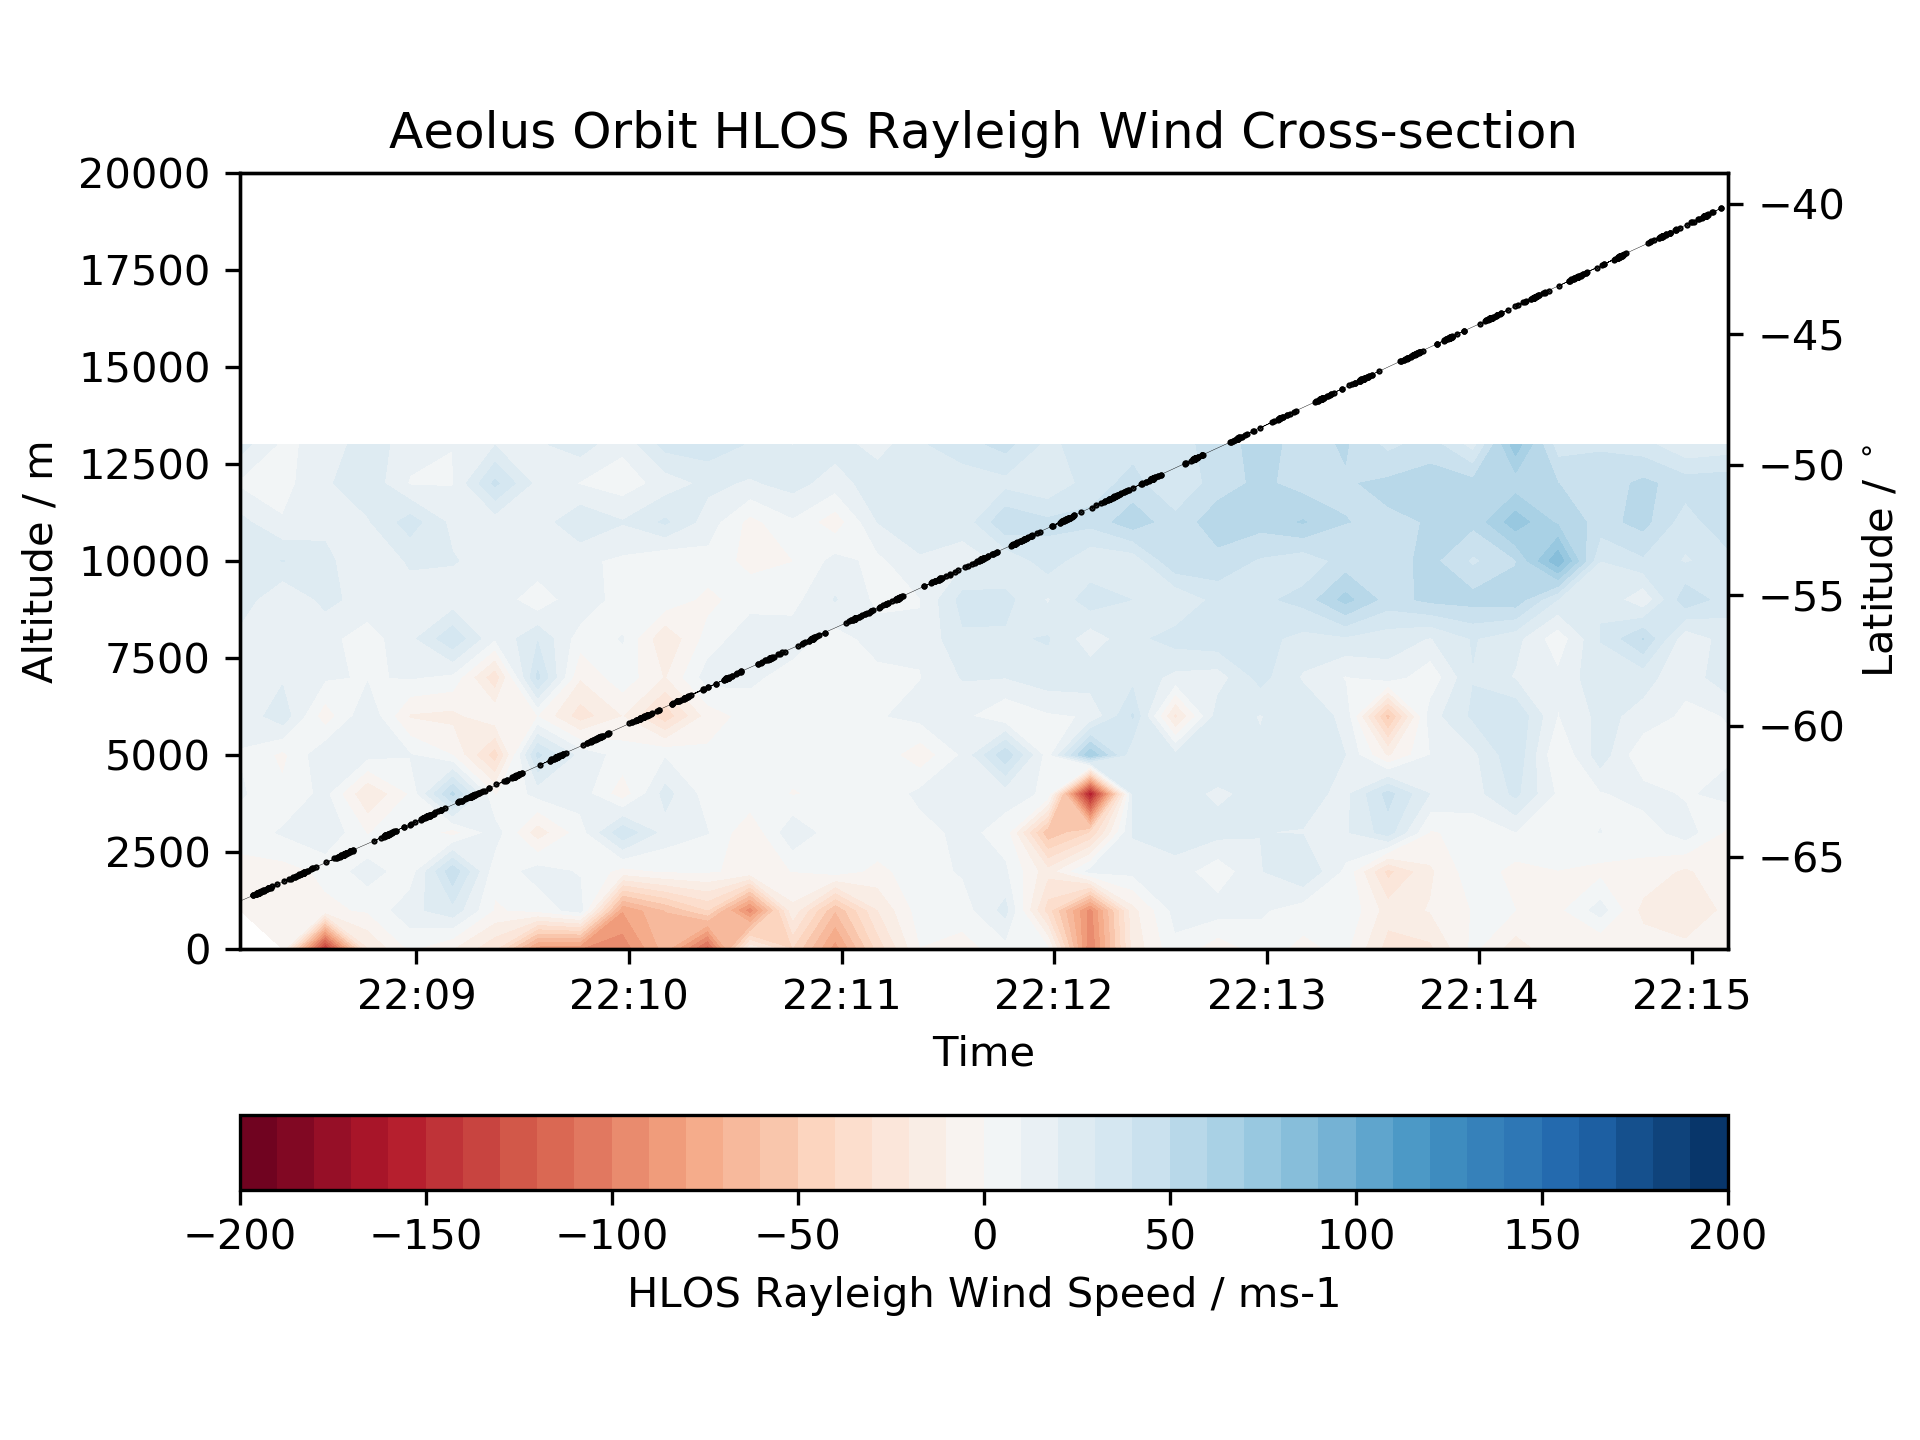 Aeolus Orbit HLOS Rayleigh Wind Cross-section
20000
17500
15000
12500
10000
7500
5000
2500
0
Altitude / m
−40
−45
−50
−55
−60
−65
Latitude / °
22:09 22:10 22:11 22:12 22:13 22:14 22:15
Time
−200 −150 −100 −50 0 50 100 150 200
HLOS Rayleigh Wind Speed / ms-1